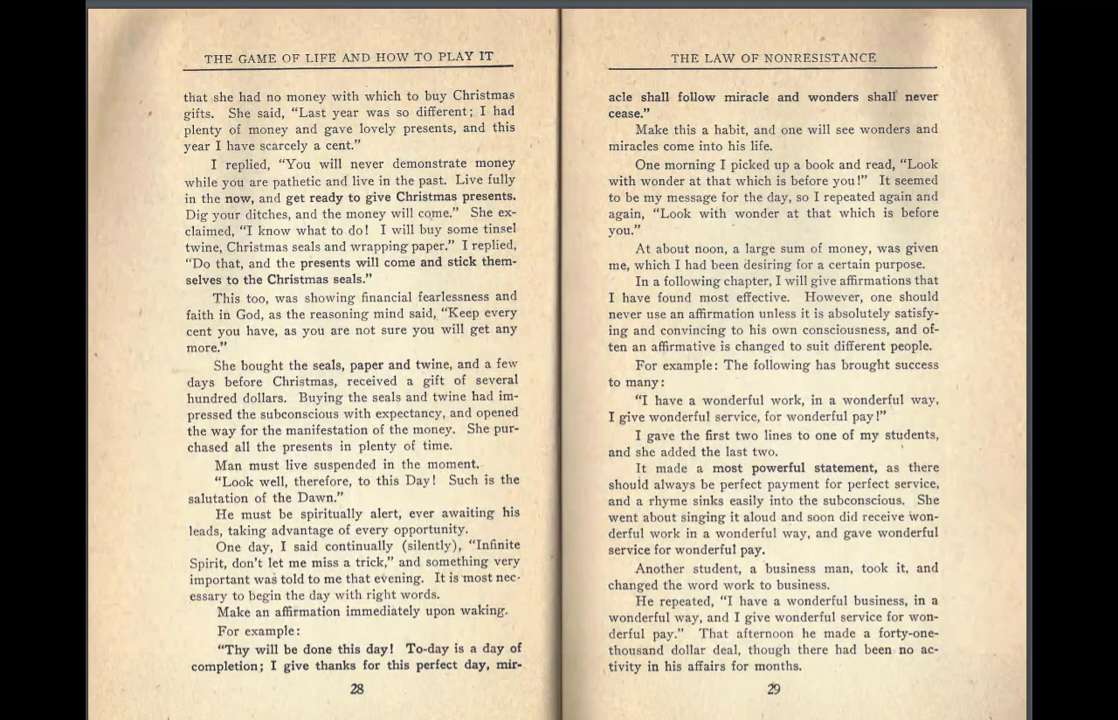 THE GAME OF LIFE AND HOW TO PLAY IT
that she had no money with which to buy Christmas
gifts. She said, "Last year was so different; I had
plenty of money and gave lovely presents, and this
year I have scarcely a cent."
I replied, "You will never demonstrate money
while you are pathetic and live in the past. Live fully
in the now, and get ready to give Christmas presents.
Dig your ditches, and the money will come." She ex-
claimed, "I know what to do! I will buy some tinsel
twine, Christmas seals and wrapping paper." I replied,
"Do that, and the presents will come and stick them-
selves to the Christmas seals."
This too, was showing financial fearlessness and
faith in God, as the reasoning mind said, "Keep every
cent you have, as you are not sure you will get any
more."
She bought the seals, paper and twine, and a few
days before Christmas, received a gift of several
hundred dollars. Buying the seals and twine had im-
pressed the subconscious with expectancy, and opened
the way for the manifestation of the money. She pur-
chased all the presents in plenty of time.
Man must live suspended in the moment.
"Look well, therefore, to this Day! Such is the
salutation of the Dawn."
He must be spiritually alert, ever awaiting his
leads, taking advantage of every opportunity.
One day, I said continually (silently), "Infinite
Spirit, don't let me miss a trick," and something very
important was told to me that evening. It is most nec-
essary to begin the day with right words.
Make an affirmation immediately upon waking.
For example:
"Thy will be done this day! To-day is a day of
completion; I give thanks for this perfect day, mir-
28
THE LAW OF NONRESISTANCE
acle shall follow miracle and wonders shall never
cease."
Make this a habit, and one will see wonders and
miracles come into his life.
One morning I picked up a book and read, "Look
with wonder at that which is before you!" It seemed
to be my message for the day, so I repeated again and
again, "Look with wonder at that which is before
you."
At about noon, a large sum of money, was given
me, which I had been desiring for a certain purpose.
In a following chapter, I will give affirmations that
I have found most effective. However, one should
never use an affirmation unless it is absolutely satisfy-
ing and convincing to his own consciousness, and of-
ten an affirmative is changed to suit different people.
For example: The following has brought success
to many:
"I have a wonderful work, in a wonderful way,
I give wonderful service, for wonderful pay!"
I gave the first two lines to one of my students,
and she added the last two.
It made a most powerful statement, as there
should always be perfect payment for perfect service,
and a rhyme sinks easily into the subconscious. She
went about singing it aloud and soon did receive won-
derful work in a wonderful way, and gave wonderful
service for wonderful pay.
Another student, a business man, took it, and
changed the word work to business.
He repeated, "I have a wonderful business, in a
wonderful way, and I give wonderful service for won-
derful pay." That afternoon he made a forty-one-
thousand dollar deal, though there had been no ac-
tivity in his affairs for months.
29